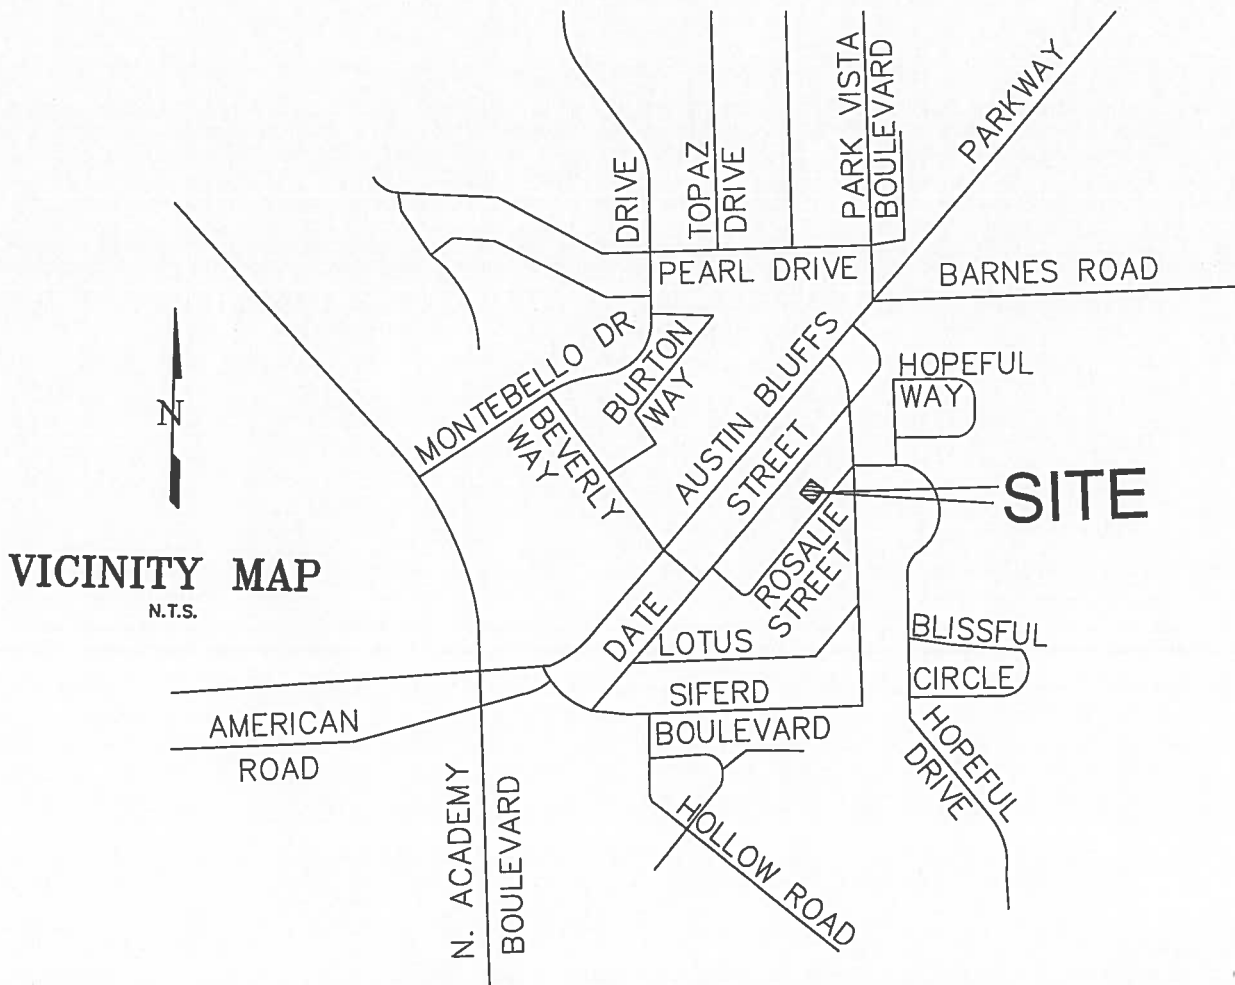 PARK VISTA
BOULEVARD
PARKWAY
DRIVE
TOPAZ
DRIVE
PEARL DRIVE
BARNES ROAD
MONTEBELLO DR
BURTON
WAY
AUSTIN BLUFFS
HOPEFUL
WAY
BEVERLY
WAY
STREET
N
SITE
VICINITY MAP
N.T.S.
ROSALIE
STREET
DATE
LOTUS
BLISSFUL
CIRCLE
SIFERD
BOULEVARD
AMERICAN
ROAD
HOPEFUL
DRIVE
N. ACADEMY
BOULEVARD
HOLLOW ROAD